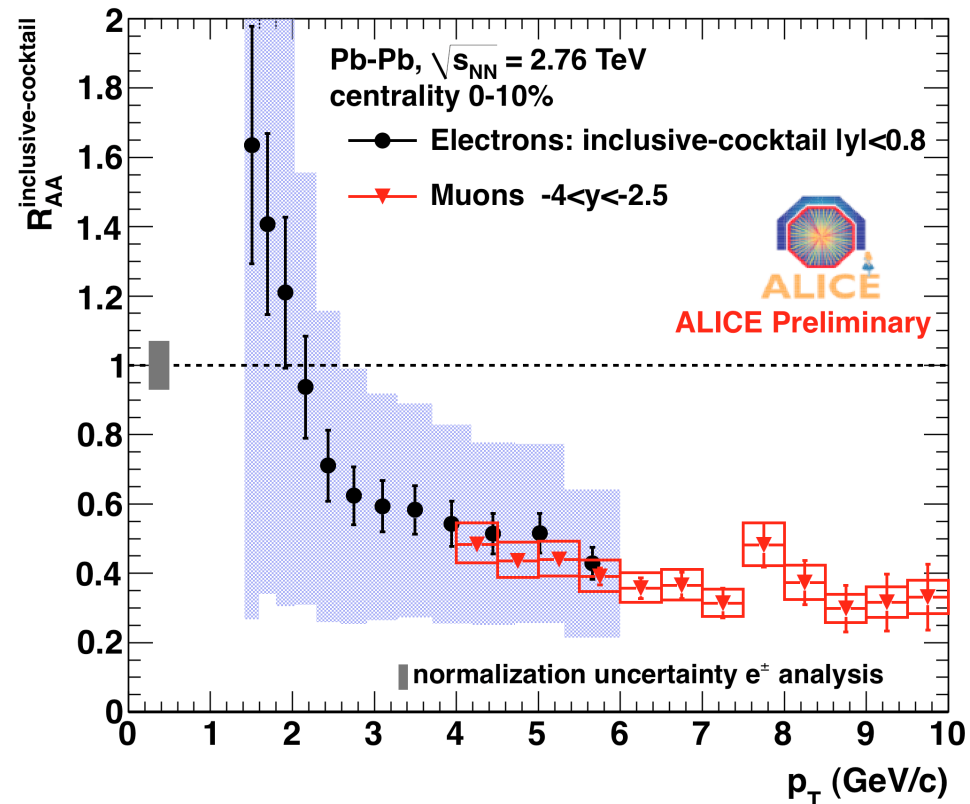 R_AA^inclusive-cocktail
2
1.8
1.6
1.4
1.2
1
0.8
0.6
0.4
0.2
0
Pb-Pb, √s_NN = 2.76 TeV
centrality 0-10%
Electrons: inclusive-cocktail |y|<0.8
Muons -4<y<-2.5
ALICE
ALICE Preliminary
normalization uncertainty e± analysis
0 1 2 3 4 5 6 7 8 9 10
p_T (GeV/c)